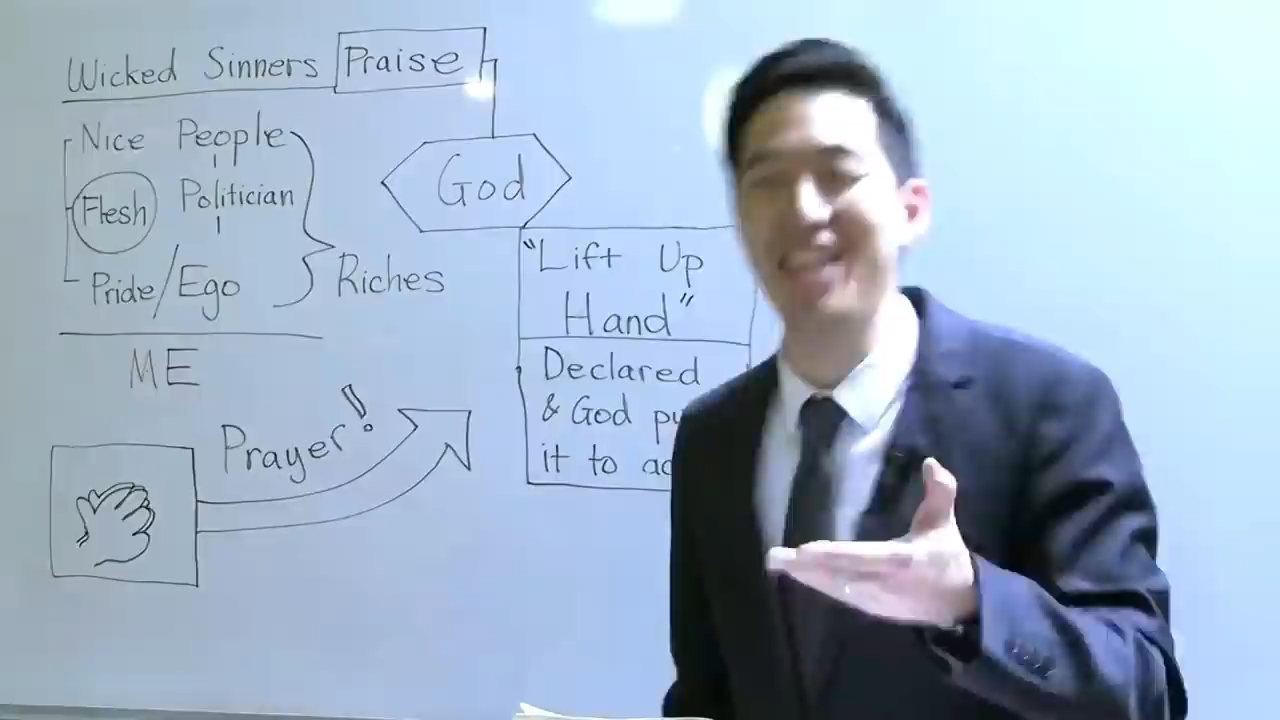 Wicked Sinners Praise
Nice People
Flesh Politician
Pride/Ego
Riches
ME
Prayer!
God
"Lift Up
Hand"
Declared
& God
it to